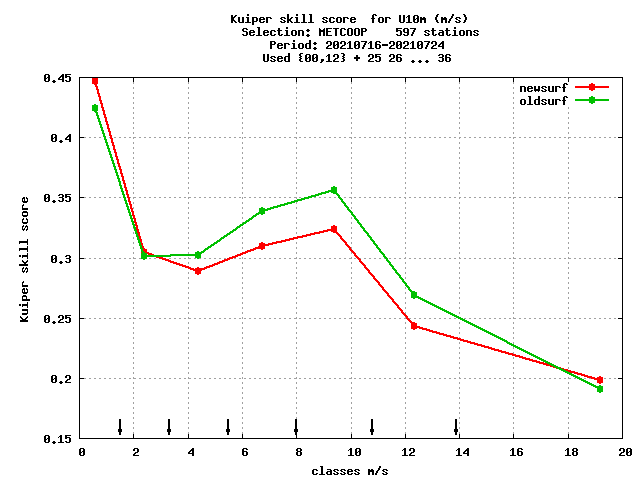 Kuiper skill score  for U10m (m/s)
Selection: METCOOP    597 stations
Period: 20210716-20210724
Used {00,12} + 25 26 ... 36
newsurf
oldsurf
Kuiper skill score
0.45
0.4
0.35
0.3
0.25
0.2
0.15
0 2 4 6 8 10 12 14 16 18 20
classes m/s